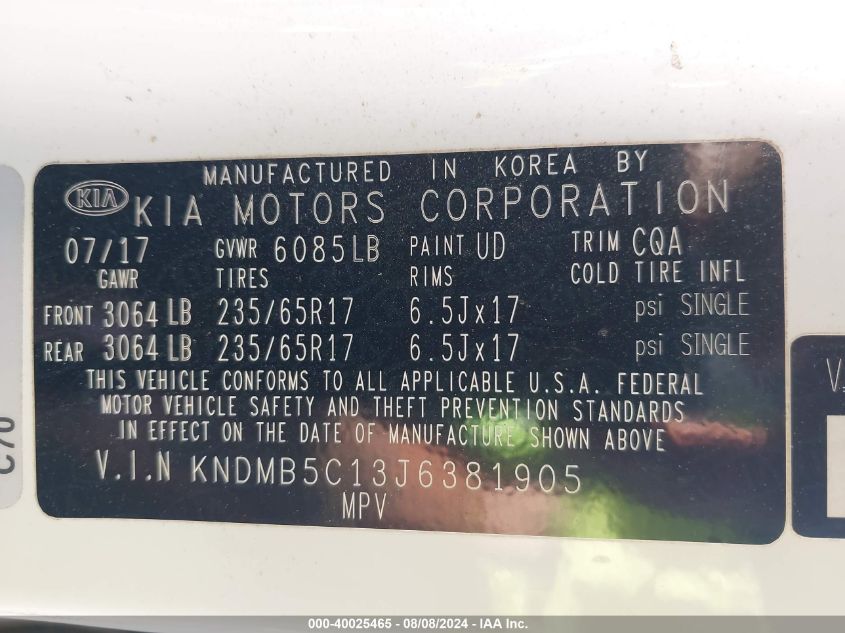 MANUFACTURED IN KOREA BY
KIA KIA MOTORS CORPORATION
07/17 GVWR 6085LB PAINT UD TRIM CQA
GAWR TIRES RIMS COLD TIRE INFL
FRONT 3064 LB 235/65R17 6.5Jx17 psi SINGLE
REAR 3064 LB 235/65R17 6.5Jx17 psi SINGLE
THIS VEHICLE CONFORMS TO ALL APPLICABLE U.S.A. FEDERAL
MOTOR VEHICLE SAFETY AND THEFT PREVENTION STANDARDS
IN EFFECT ON THE DATE OF MANUFACTURE SHOWN ABOVE
V.I.N KNDMB5C13J6381905
MPV
C70
000-40025465 - 08/08/2024 - IAA Inc.